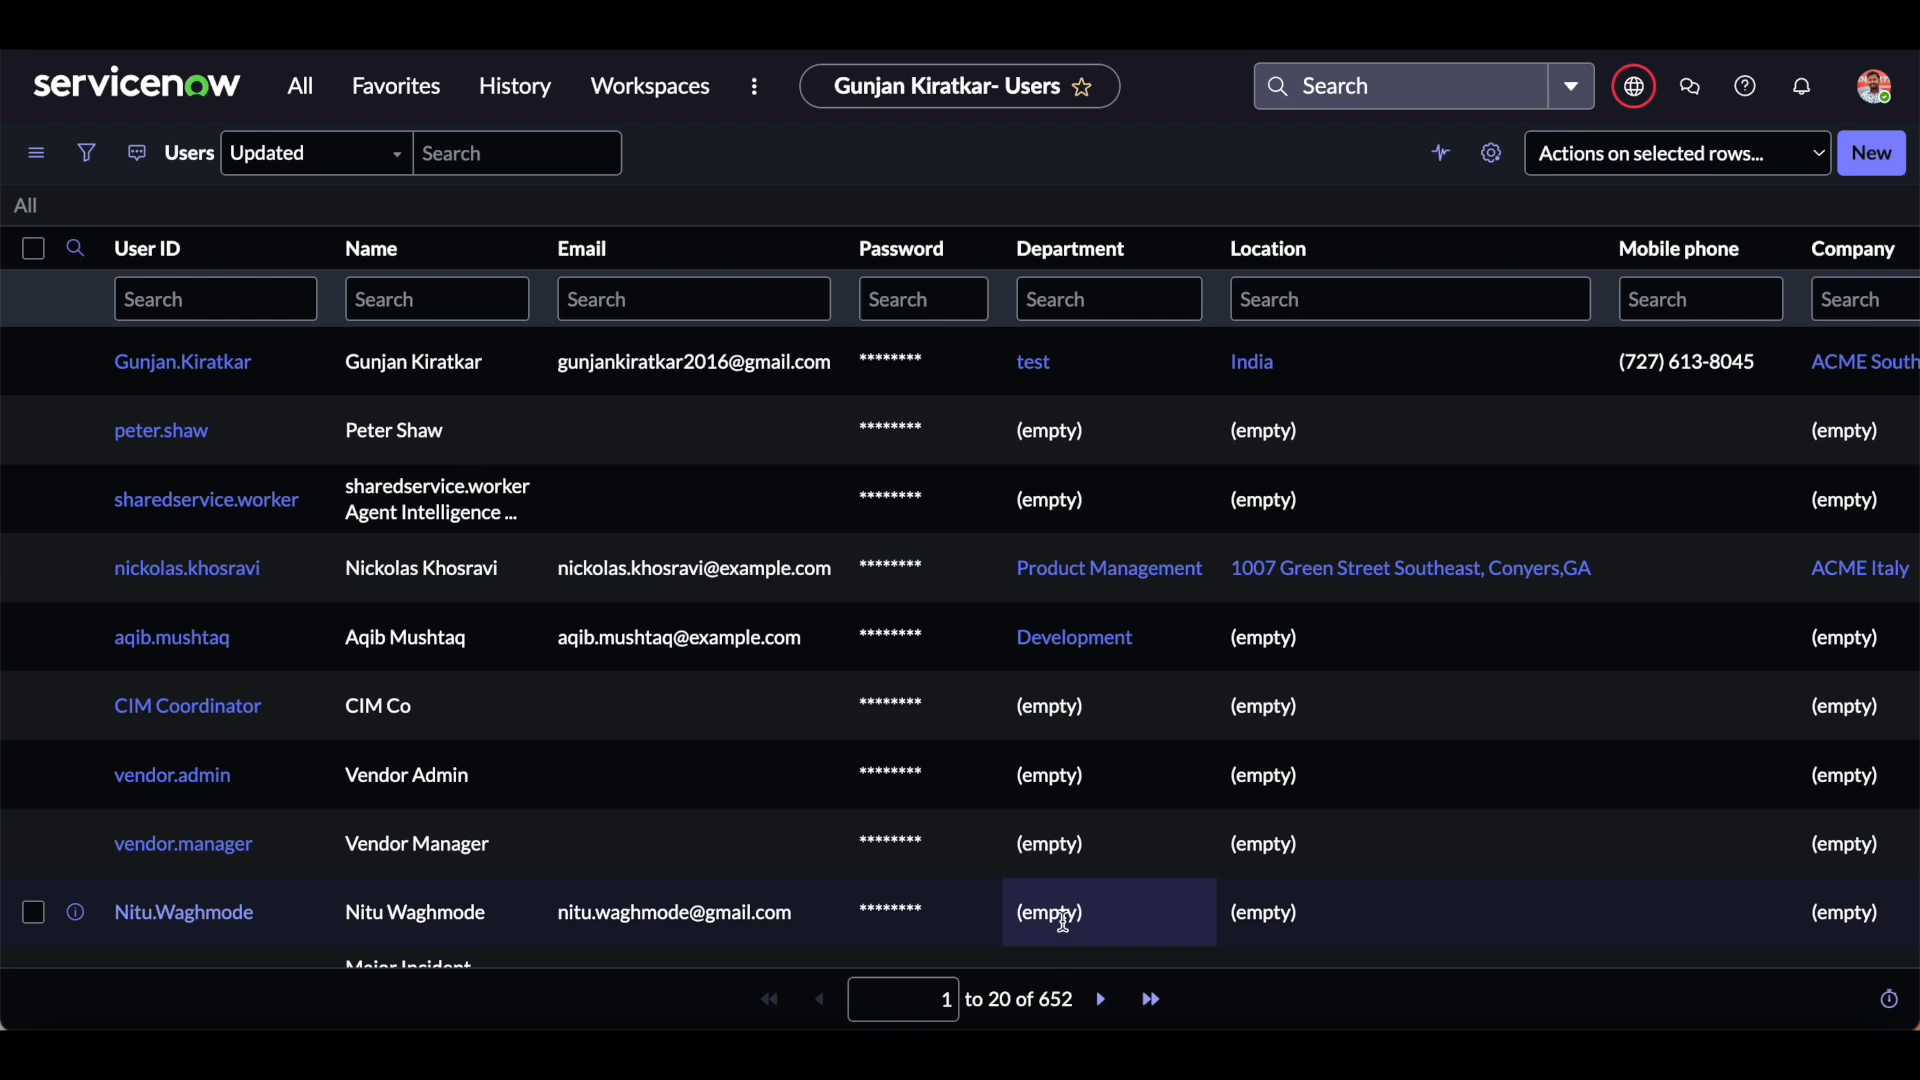 servicenow All Favorites History Workspaces Gunjan Kiratkar- Users Search
Users Updated Search Actions on selected rows... New
All
User ID Name Email Password Department Location Mobile phone Company
Search Search Search Search Search Search Search Search
Gunjan.Kiratkar Gunjan Kiratkar gunjankiratkar2016@gmail.com ******** test India (727) 613-8045 ACME South
peter.shaw Peter Shaw ******** (empty) (empty) (empty)
sharedservice.worker sharedservice.worker ******** (empty) (empty) (empty)
Agent Intelligence ...
nickolas.khosravi Nickolas Khosravi nickolas.khosravi@example.com ******** Product Management 1007 Green Street Southeast, Conyers,GA ACME Italy
aqib.mushtaq Aqib Mushtaq aqib.mushtaq@example.com ******** Development (empty) (empty)
CIM Coordinator CIM Co ******** (empty) (empty) (empty)
vendor.admin Vendor Admin ******** (empty) (empty) (empty)
vendor.manager Vendor Manager ******** (empty) (empty) (empty)
Nitu.Waghmode Nitu Waghmode nitu.waghmode@gmail.com ******** (empty) (empty) (empty)
Major Incident
1 to 20 of 652